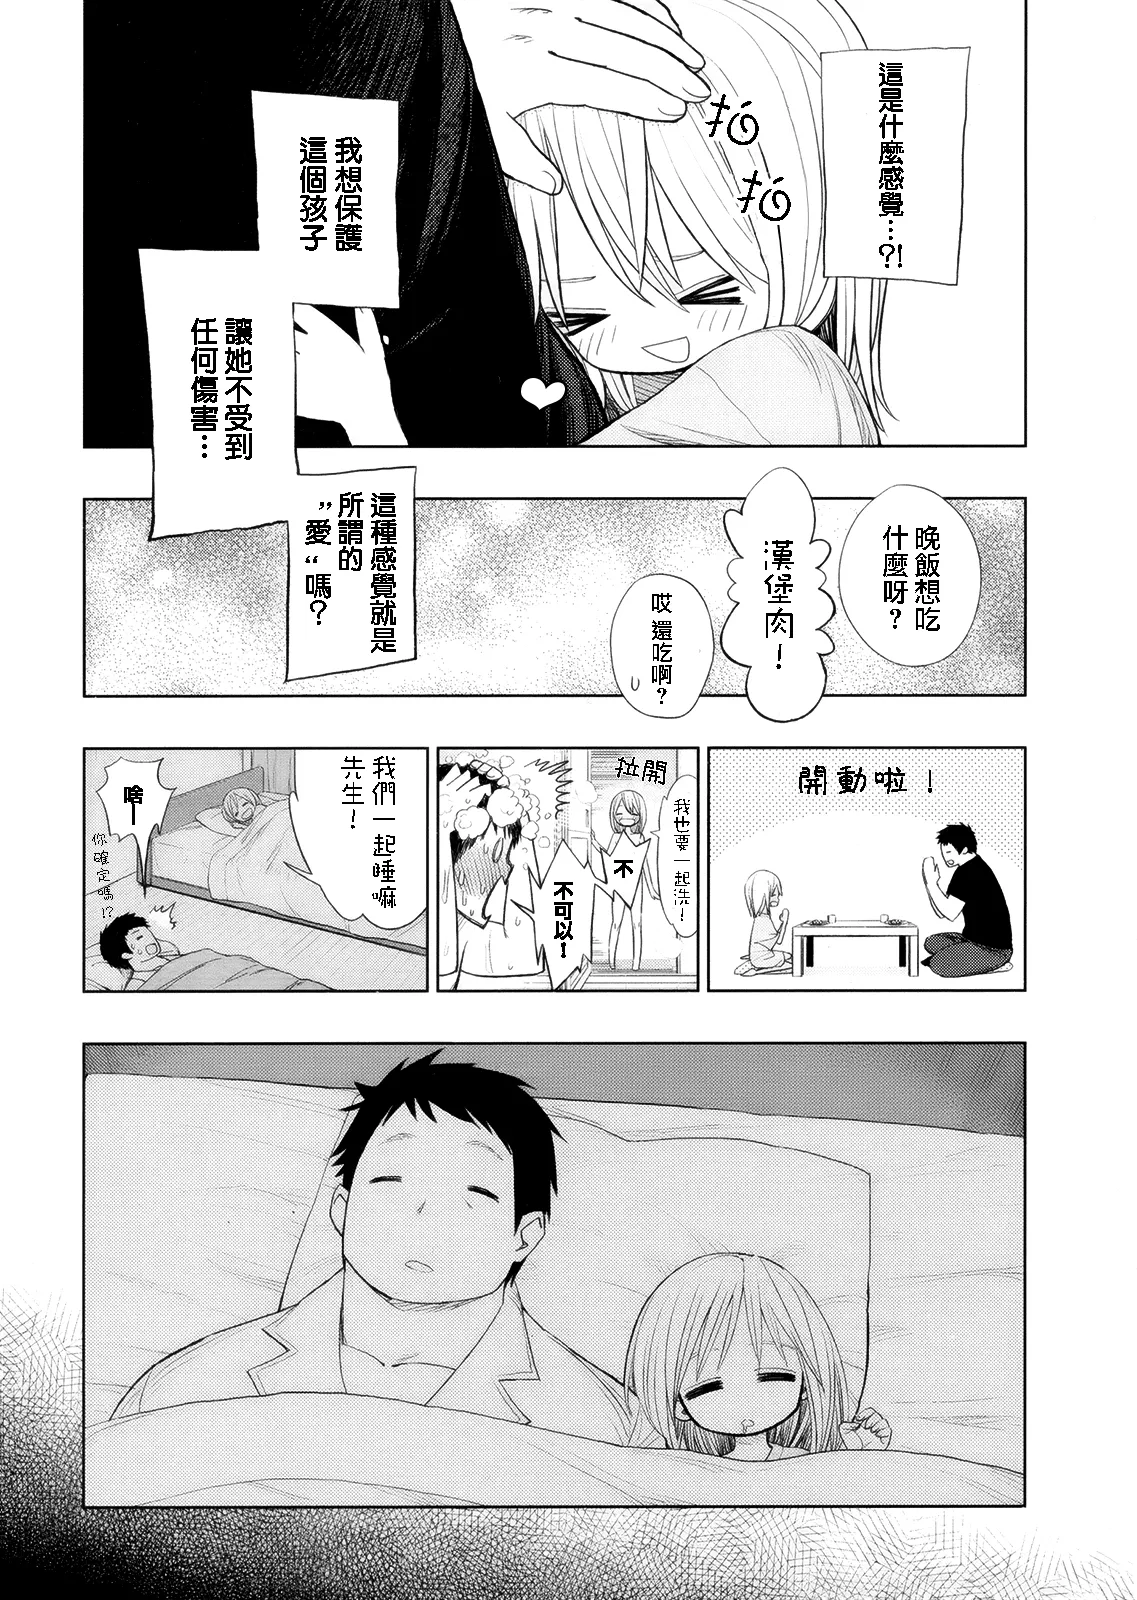 這是什麼感覺…?!
拍
拍
我想保護
這個孩子
讓她不受到
任何傷害…
這種感覺就是
所謂的
”愛“嗎？
晚飯想吃
什麼呀？
漢堡肉！
哎 還吃啊？
開動啦！
拉開
我也要一起洗！
不
不可以！
我們一起睡嘛
先生！
啥—
你確定嗎!?